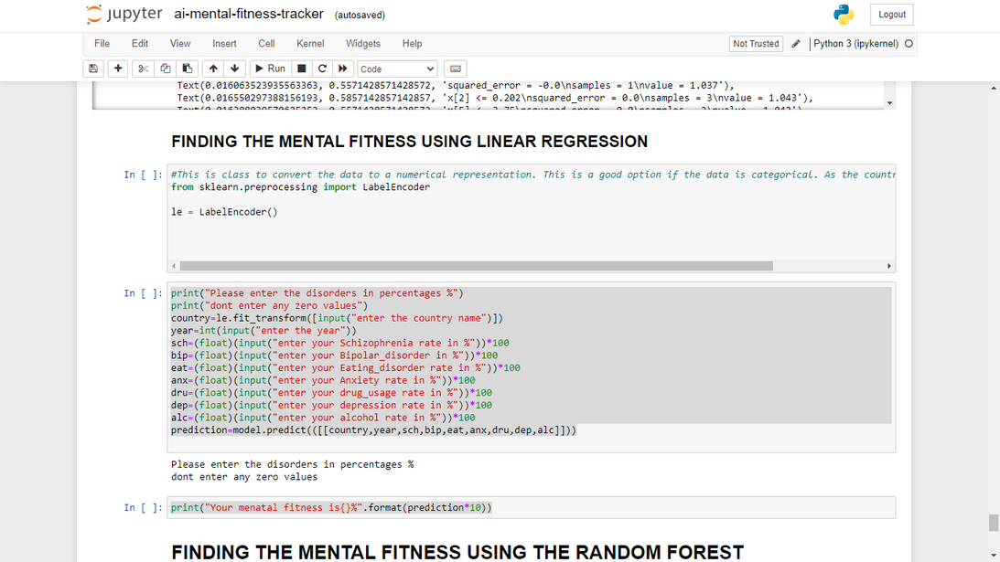 jupyter ai-mental-fitness-tracker (autosaved)
Logout
File Edit View Insert Cell Kernel Widgets Help
Not Trusted Python 3 (ipykernel)
Run Code
Text(0.016063523935563363, 0.5571428571428572, 'squared_error = -0.0\nsamples = 1\nvalue = 1.037'),
Text(0.016550297388156193, 0.5857142857142857, 'x[2] <= 0.202\nsquared_error = 0.0\nsamples = 3\nvalue = 1.043'),
FINDING THE MENTAL FITNESS USING LINEAR REGRESSION
In [ ]: #This is class to convert the data to a numerical representation. This is a good option if the data is categorical. As the countr
from sklearn.preprocessing import LabelEncoder
le = LabelEncoder()
In [ ]: print("Please enter the disorders in percentages %")
print("dont enter any zero values")
country=le.fit_transform([input("enter the country name")])
year=int(input("enter the year"))
sch=(float)(input("enter your Schizophrenia rate in %"))*100
bip=(float)(input("enter your Bipolar_disorder in %"))*100
eat=(float)(input("enter your Eating_disorder rate in %"))*100
anx=(float)(input("enter your Anxiety rate in %"))*100
dru=(float)(input("enter your drug_usage rate in %"))*100
dep=(float)(input("enter your depression rate in %"))*100
alc=(float)(input("enter your alcohol rate in %"))*100
prediction=model.predict(([[country,year,sch,bip,eat,anx,dru,dep,alc]]))
Please enter the disorders in percentages %
dont enter any zero values
In [ ]: print("Your menatal fitness is{}%".format(prediction*10))
FINDING THE MENTAL FITNESS USING THE RANDOM FOREST